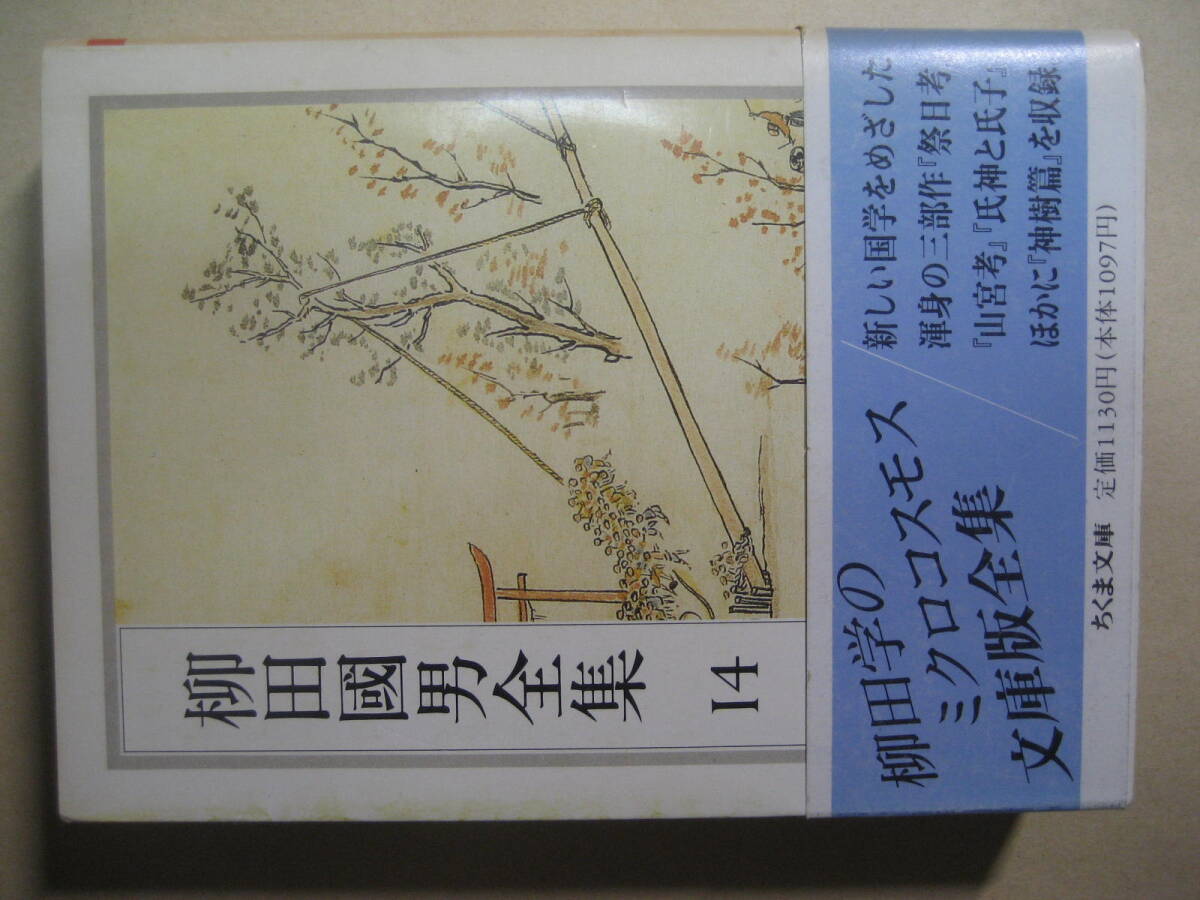 柳田國男全集
14
柳田学の
ミクロコスモス
文庫版全集
新しい国学をめざした
渾身の三部作『祭日考』
『山宮考』『氏神と氏子』
ほかに『神樹篇』を収録
ちくま文庫 定価1130円(本体1097円)